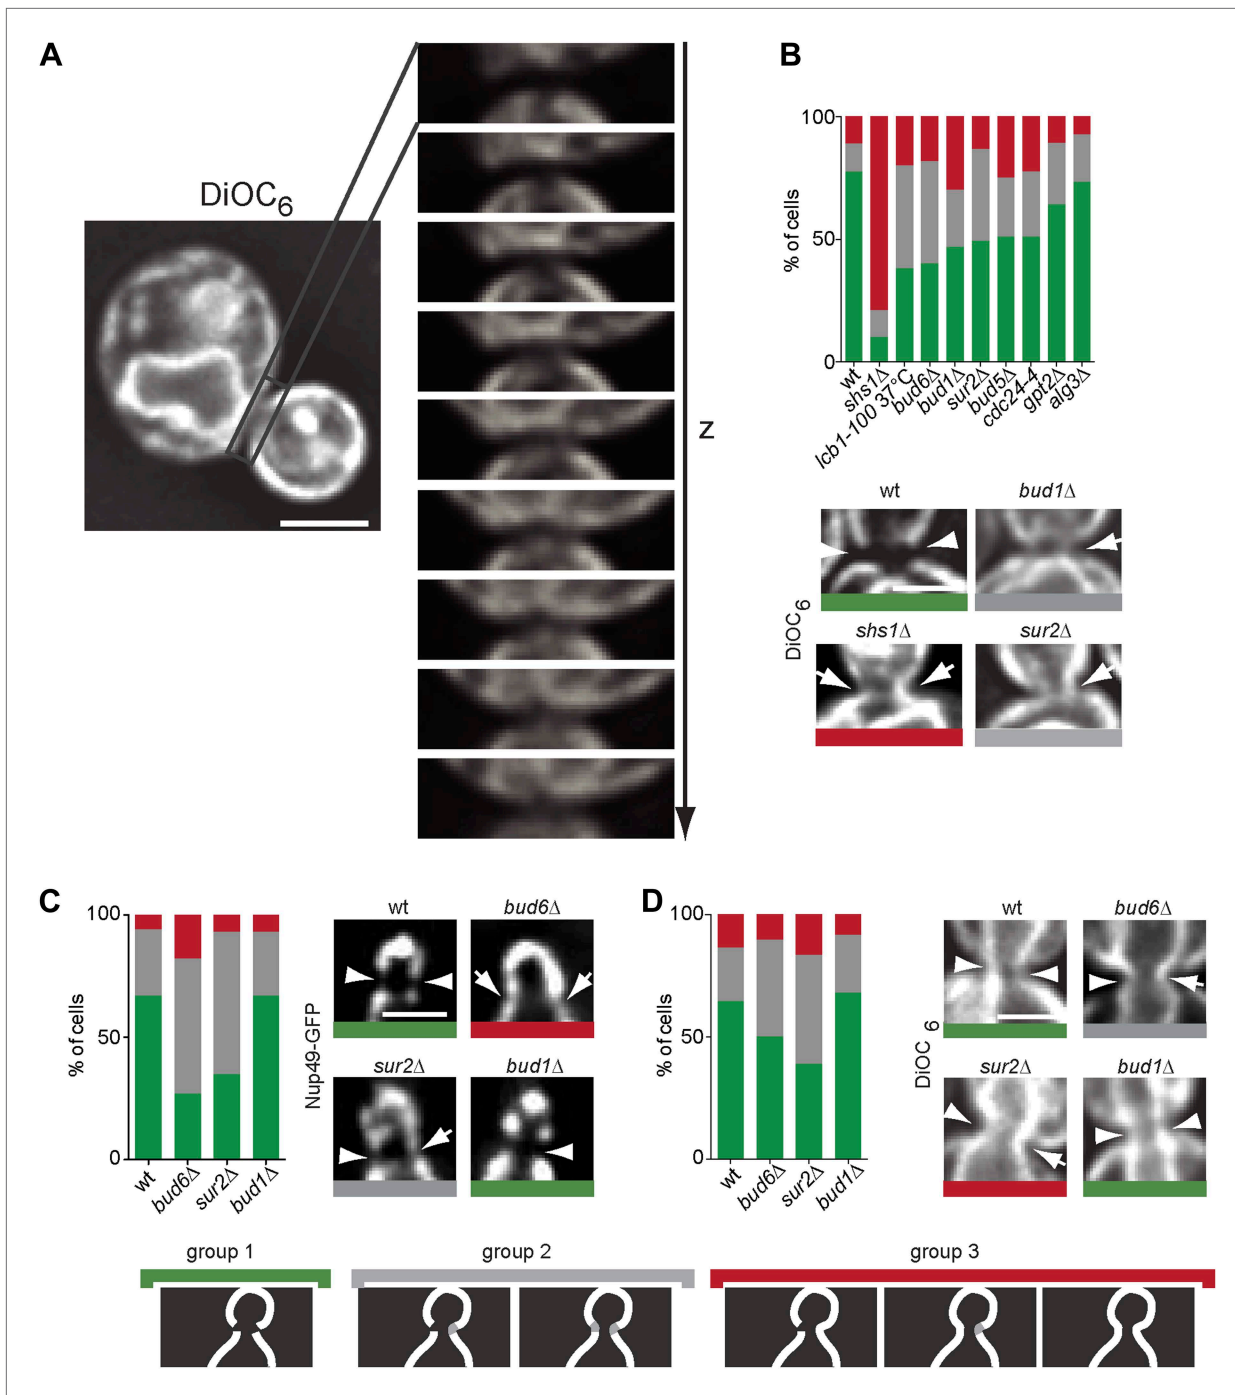 A
DiOC6
z
B
% of cells
100
50
0
wt
shs1Δ
lcb1-100 37°C
bud6Δ
bud1Δ
sur2Δ
bud5Δ
cdc24-4
gpt2Δ
alg3Δ
DiOC6
wt
bud1Δ
shs1Δ
sur2Δ
C
% of cells
100
50
0
wt
bud6Δ
sur2Δ
bud1Δ
Nup49-GFP
wt
bud6Δ
sur2Δ
bud1Δ
D
% of cells
100
50
0
wt
bud6Δ
sur2Δ
bud1Δ
DiOC6
wt
bud6Δ
sur2Δ
bud1Δ
group 1
group 2
group 3